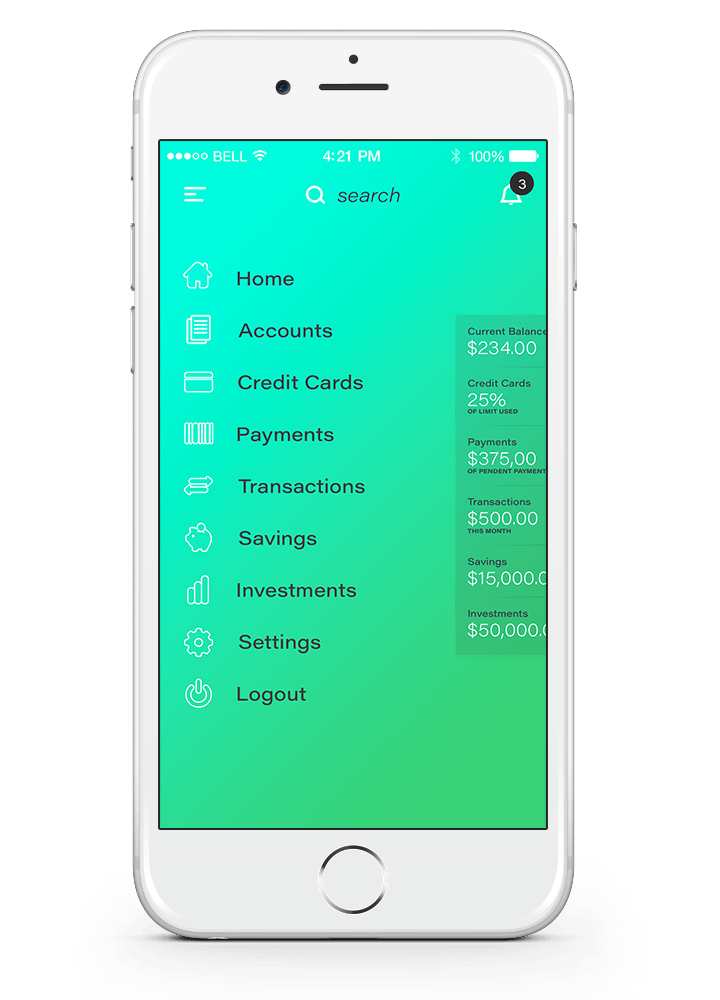 BELL 4:21 PM 100%
search 3
Home
Accounts
Credit Cards
Payments
Transactions
Savings
Investments
Settings
Logout
Current Balance
$234.00
Credit Cards
25%
OF LIMIT USED
Payments
$375,00
OF PENDENT PAYMENT
Transactions
$500.00
THIS MONTH
Savings
$15,000.0
Investments
$50,000.0